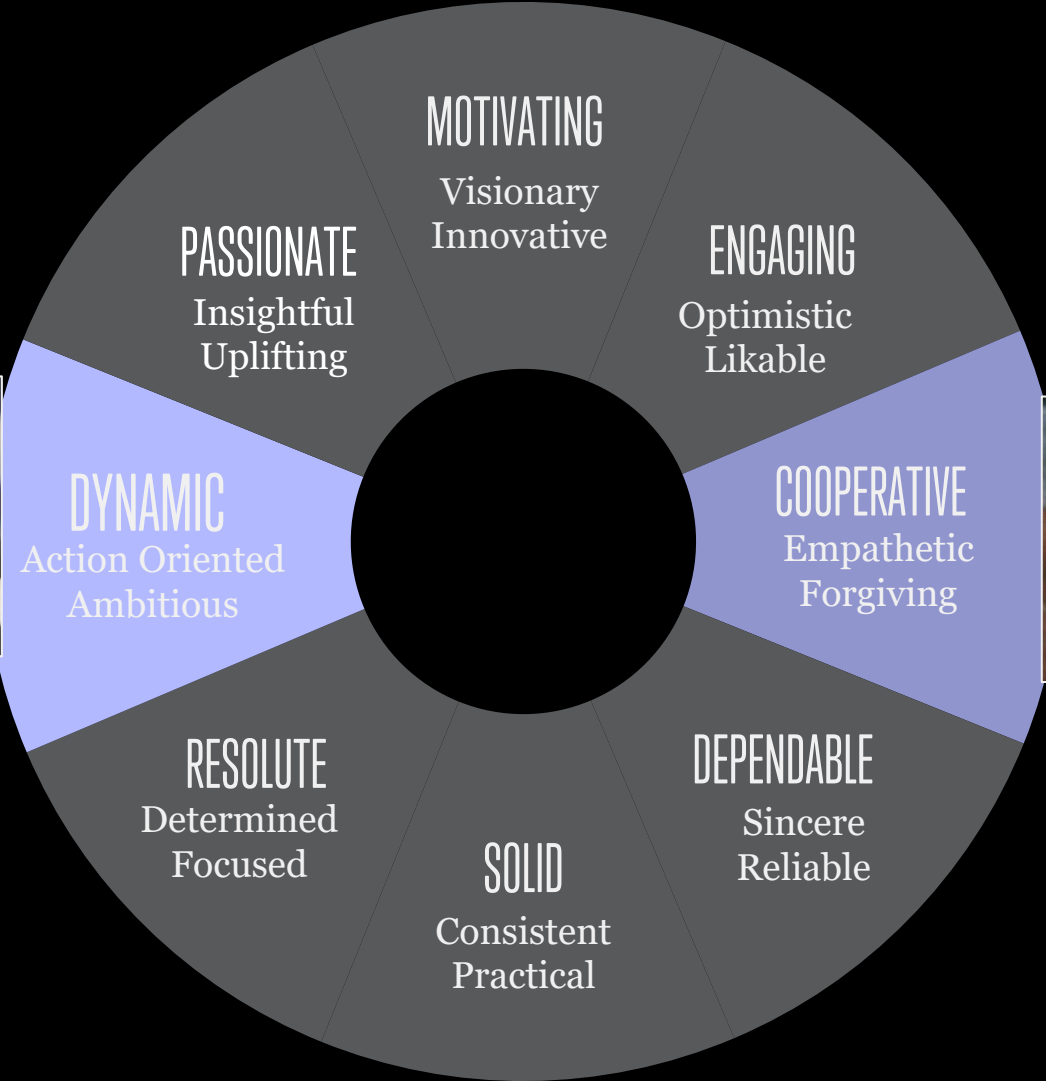 MOTIVATING
Visionary
Innovative
ENGAGING
Optimistic
Likable
COOPERATIVE
Empathetic
Forgiving
DEPENDABLE
Sincere
Reliable
SOLID
Consistent
Practical
RESOLUTE
Determined
Focused
DYNAMIC
Action Oriented
Ambitious
PASSIONATE
Insightful
Uplifting